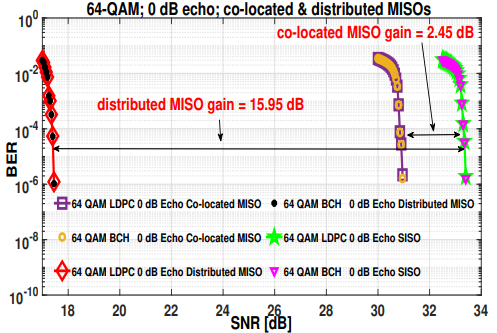 64-QAM; 0 dB echo; co-located & distributed MISOs
co-located MISO gain = 2.45 dB
distributed MISO gain = 15.95 dB
BER
10^0
10^-2
10^-4
10^-6
10^-8
10^-10
64 QAM LDPC 0 dB Echo Co-located MISO
64 QAM BCH 0 dB Echo Distributed MISO
64 QAM BCH 0 dB Echo Co-located MISO
64 QAM LDPC 0 dB Echo SISO
64 QAM LDPC 0 dB Echo Distributed MISO
64 QAM BCH 0 dB Echo SISO
18 20 22 24 26 28 30 32 34
SNR [dB]